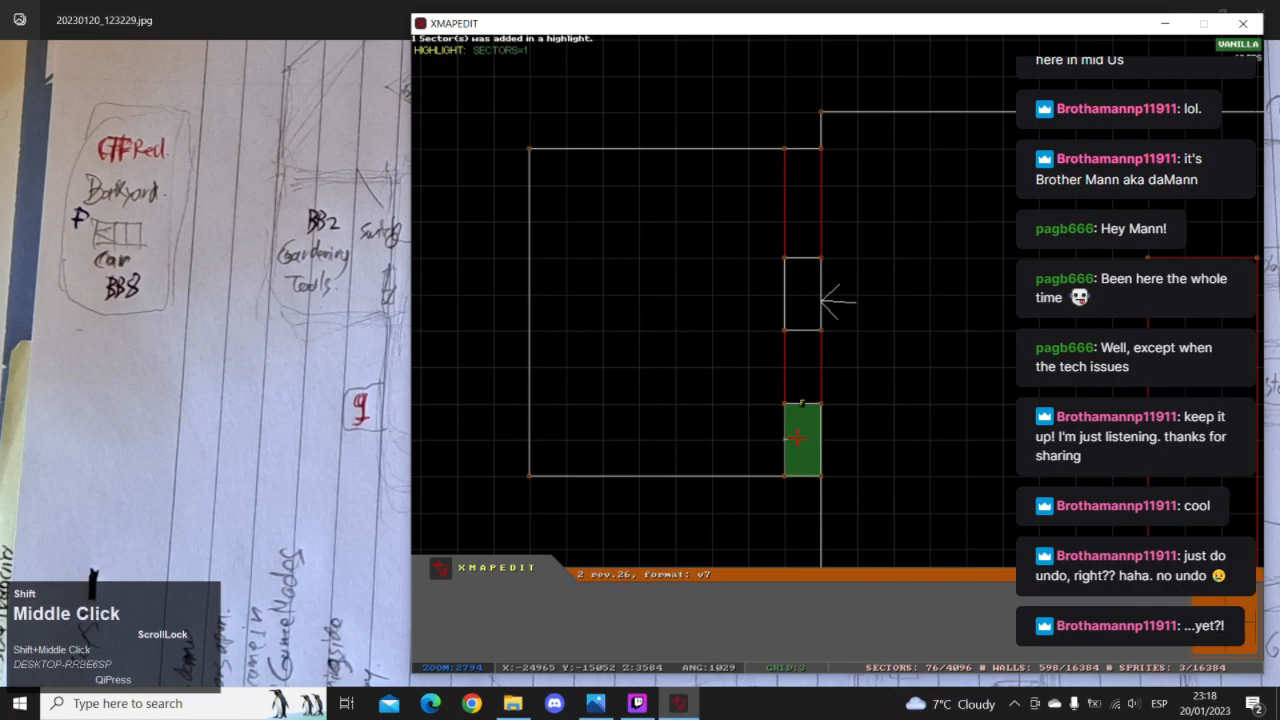 20230120_123229.jpg
XMAPEDIT
1 Sector(s) was added in a highlight.
HIGHLIGHT: SECTORS=1
VANILLA
here in mid Us
Brothamannp11911: lol.
Brothamannp11911: it's
Brother Mann aka daMann
pagb666: Hey Mann!
pagb666: Been here the whole
time
pagb666: Well, except when
the tech issues
Brothamannp11911: keep it
up! I'm just listening. thanks for
sharing
Brothamannp11911: cool
Brothamannp11911: just do
undo, right?? haha. no undo
Brothamannp11911: ...yet?!
CTF Red.
Backyard.
P
Car
BB8
BB2
Gardening
Tools.
9
XMAPEDIT
2 rev.26, format: v7
ZOOM:2794 X:-24965 Y:-15052 Z:3584 ANG:1029 GRID:3 SECTORS: 76/4096 # WALLS: 598/16384 # SPRITES: 3/16384
Shift
Middle Click
ScrollLock
Shift+Middle Click
DESKTOP-RRBE6SP
QiPress
Type here to search
7°C Cloudy
ESP
23:18
20/01/2023
2